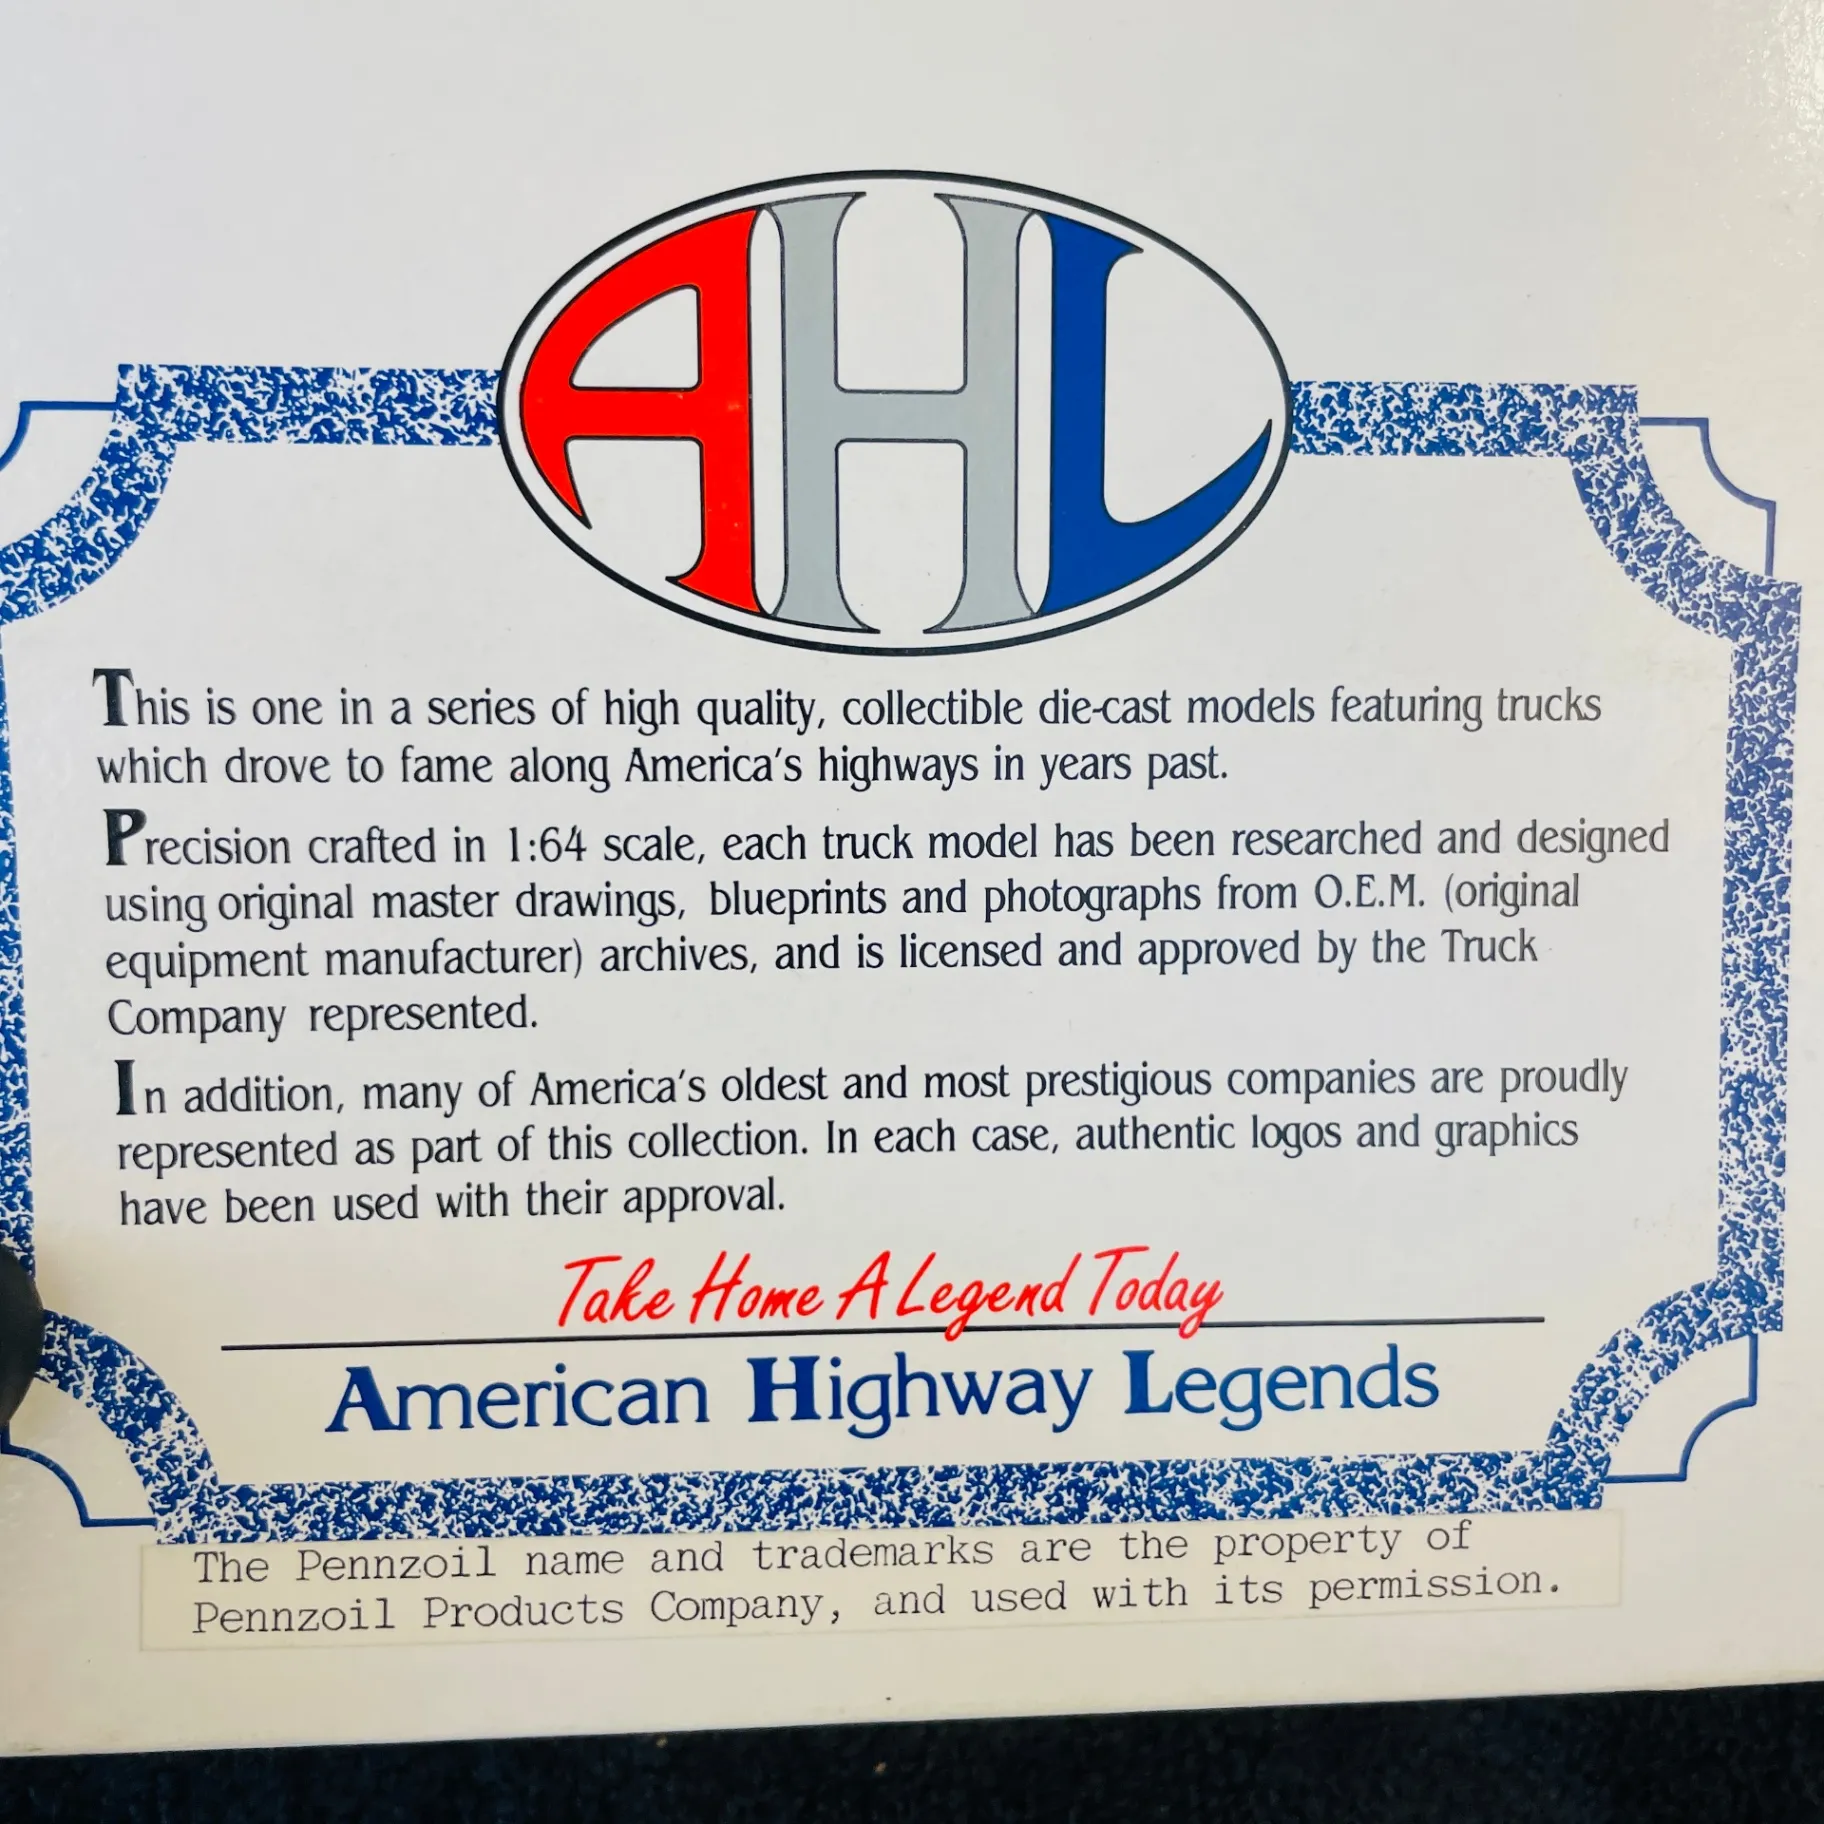 AHL
This is one in a series of high quality, collectible die-cast models featuring trucks
which drove to fame along America's highways in years past.
Precision crafted in 1:64 scale, each truck model has been researched and designed
using original master drawings, blueprints and photographs from O.E.M. (original
equipment manufacturer) archives, and is licensed and approved by the Truck
Company represented.
In addition, many of America's oldest and most prestigious companies are proudly
represented as part of this collection. In each case, authentic logos and graphics
have been used with their approval.
Take Home A Legend Today
American Highway Legends
The Pennzoil name and trademarks are the property of
Pennzoil Products Company, and used with its permission.